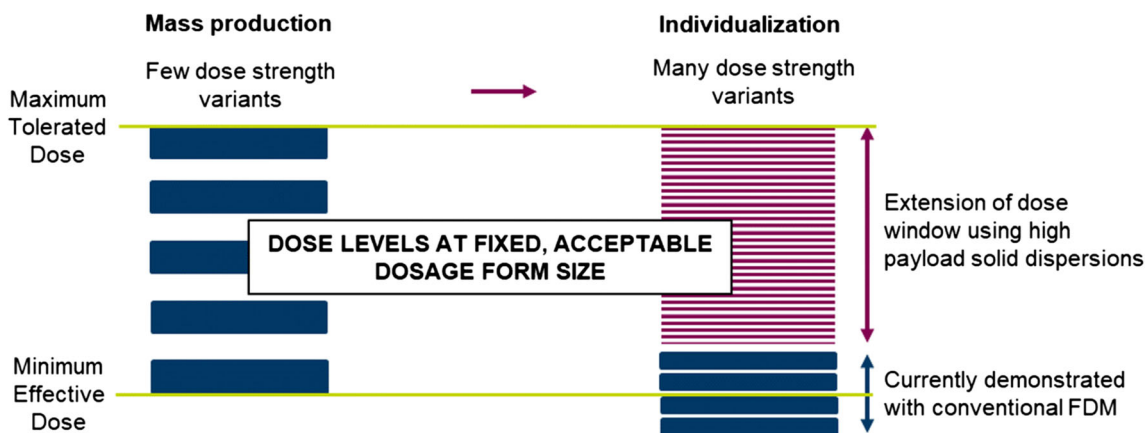 Mass production
Few dose strength
variants
Individualization
Many dose strength
variants
Maximum
Tolerated
Dose
DOSE LEVELS AT FIXED, ACCEPTABLE
DOSAGE FORM SIZE
Extension of dose
window using high
payload solid dispersions
Minimum
Effective
Dose
Currently demonstrated
with conventional FDM